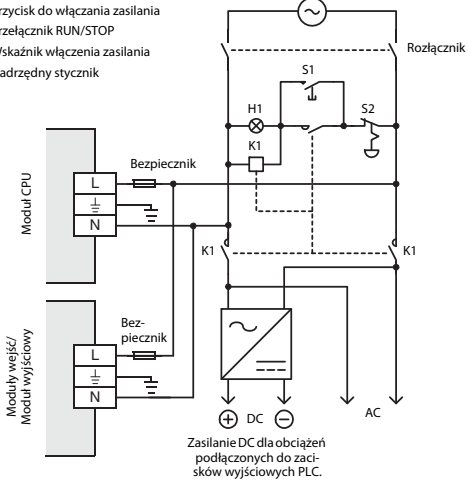 rzycisk do włączania zasilania
rzełącznik RUN/STOP
skaźnik włączenia zasilania
adrzędny stycznik
Rozłącznik
S1
H1
S2
K1
Bezpiecznik
Moduł CPU
L
N
K1
K1
Bez-
piecznik
Moduły wejść/
Moduł wyjściowy
L
N
+ DC −
AC
Zasilanie DC dla obciążeń
podłączonych do zaci-
sków wyjściowych PLC.